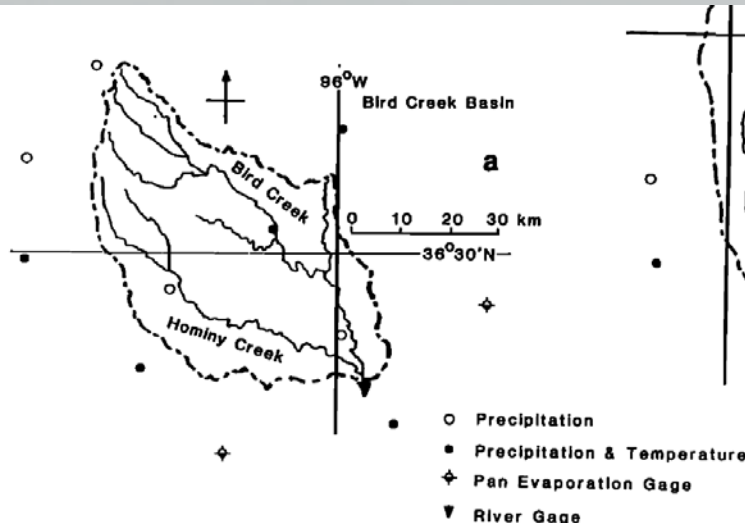 96°W
Bird Creek Basin
a
Bird Creek
0 10 20 30 km
36°30'N
Hominy Creek
Precipitation
Precipitation & Temperature
Pan Evaporation Gage
River Gage